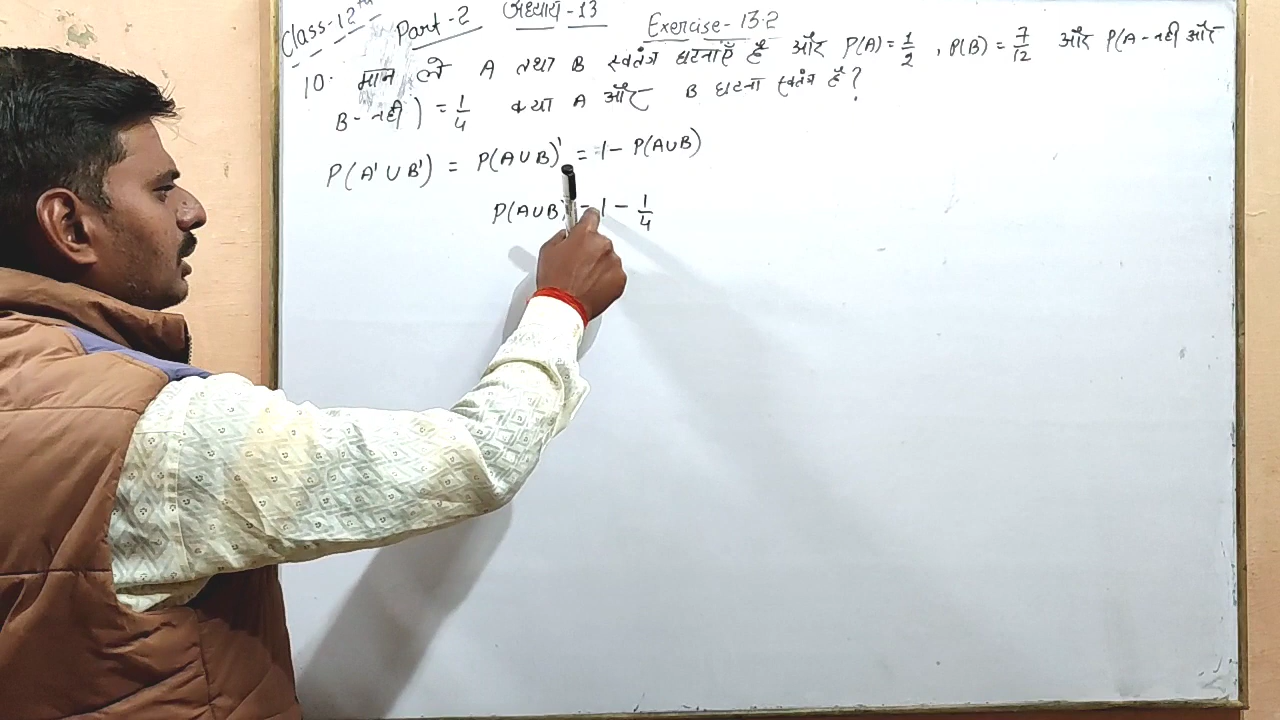 Class-12th Part-2 अध्याय-13 Exercise-13.2
10. मान लो A तथा B स्वतंत्र घटनाएँ हैं और P(A)=1/2, P(B)=7/12 और P(A-नही और
B-नही)=1/4 क्या A और B घटना स्वतंत्र हैं?
P(A'∪B') = P(A∪B)' = 1-P(A∪B)
P(A∪B) = 1-1/4